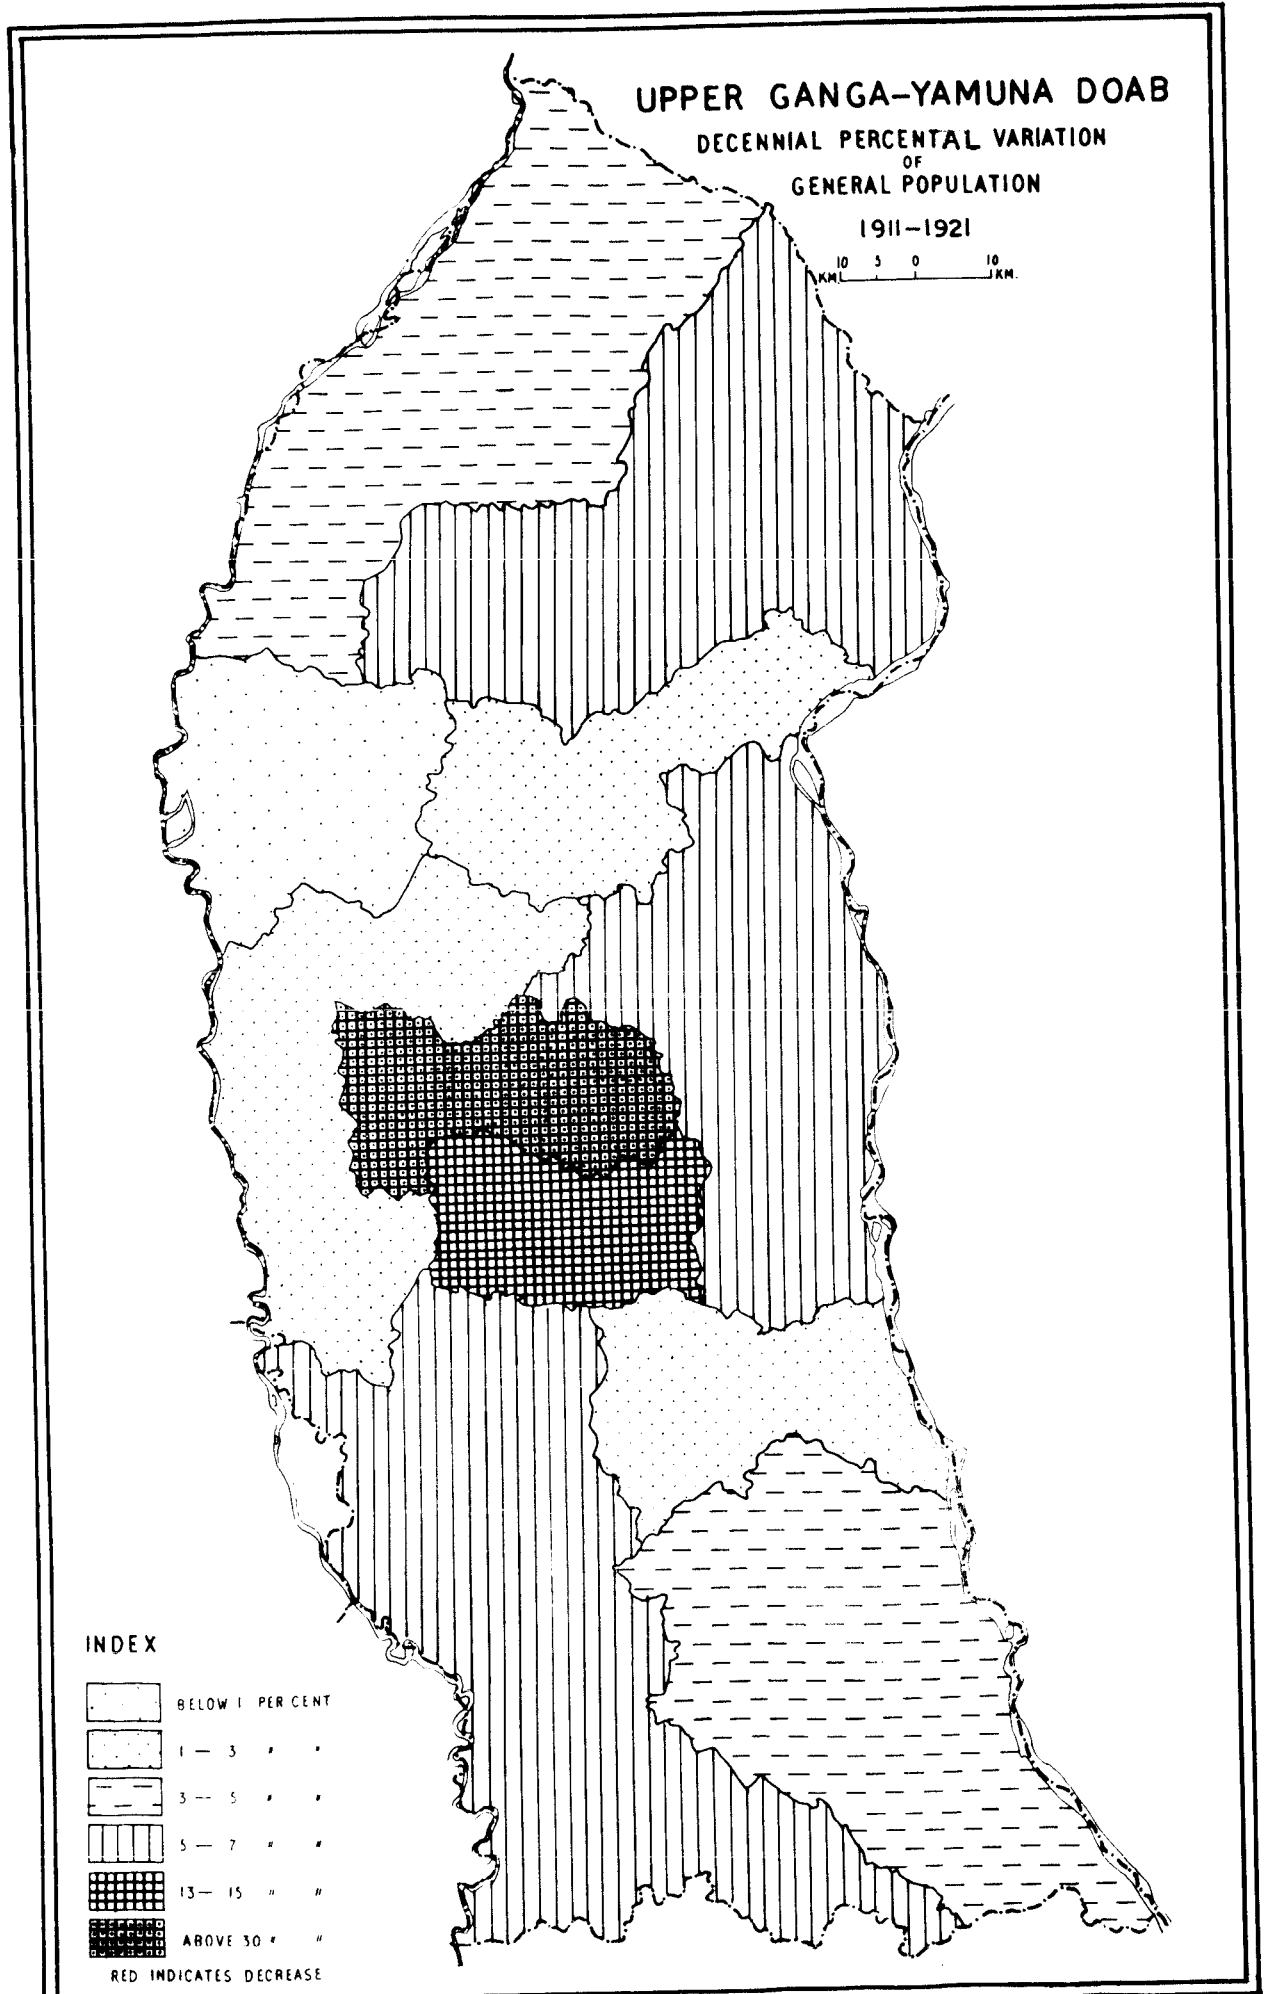 UPPER GANGA–YAMUNA DOAB
DECENNIAL PERCENTAL VARIATION
OF
GENERAL POPULATION
1911–1921
10 5 0 10
KM. KM.
INDEX
BELOW 1 PER CENT
1 — 3 " "
3 — 5 " "
5 — 7 " "
13 — 15 " "
ABOVE 30 " "
RED INDICATES DECREASE